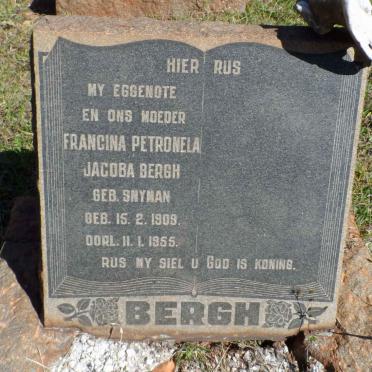 HIER RUS
MY EGGENOTE
EN ONS MOEDER
FRANCINA PETRONELA
JACOBA BERGH
GEB. SNYMAN
GEB. 15. 2. 1909.
OORL. 11. 1. 1955.
RUS MY SIEL U GOD IS KONING.
BERGH